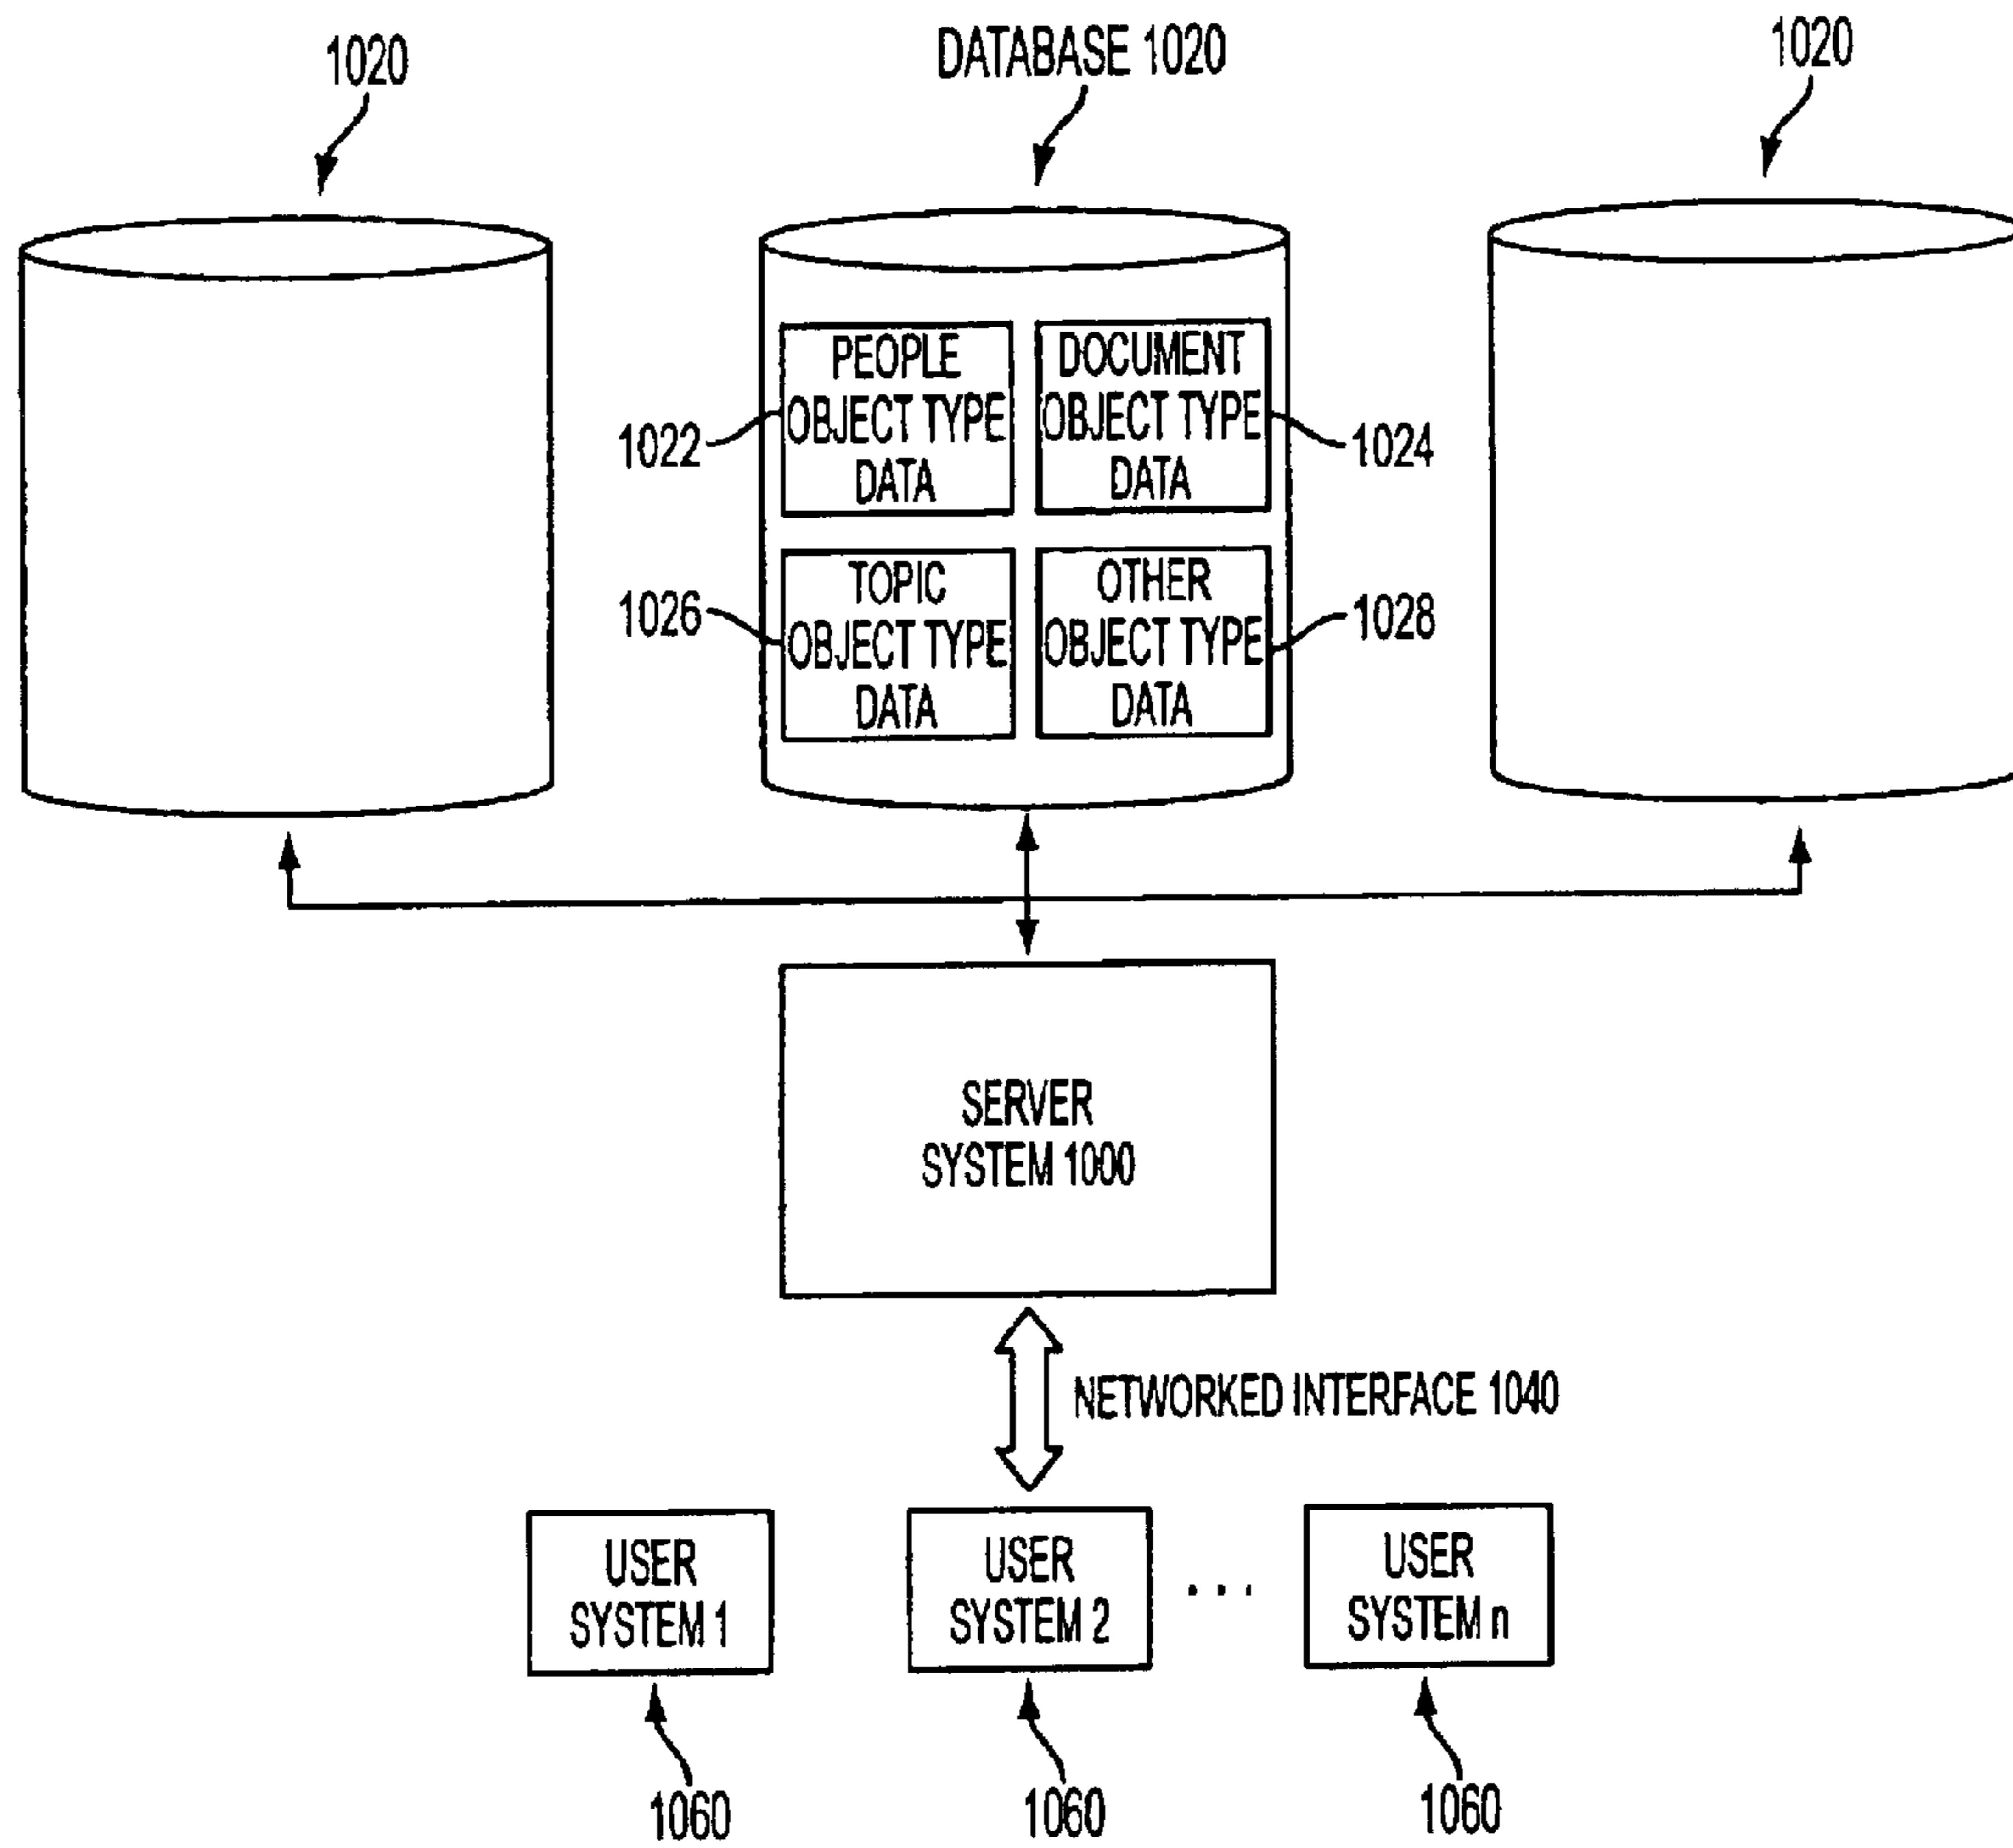 1020
DATABASE 1020
1020
PEOPLE
OBJECT TYPE
DATA
1022
DOCUMENT
OBJECT TYPE
DATA
1024
TOPIC
OBJECT TYPE
DATA
1026
OTHER
OBJECT TYPE
DATA
1028
SERVER
SYSTEM 1000
NETWORKED INTERFACE 1040
USER
SYSTEM 1
USER
SYSTEM 2
...
USER
SYSTEM n
1060
1060
1060